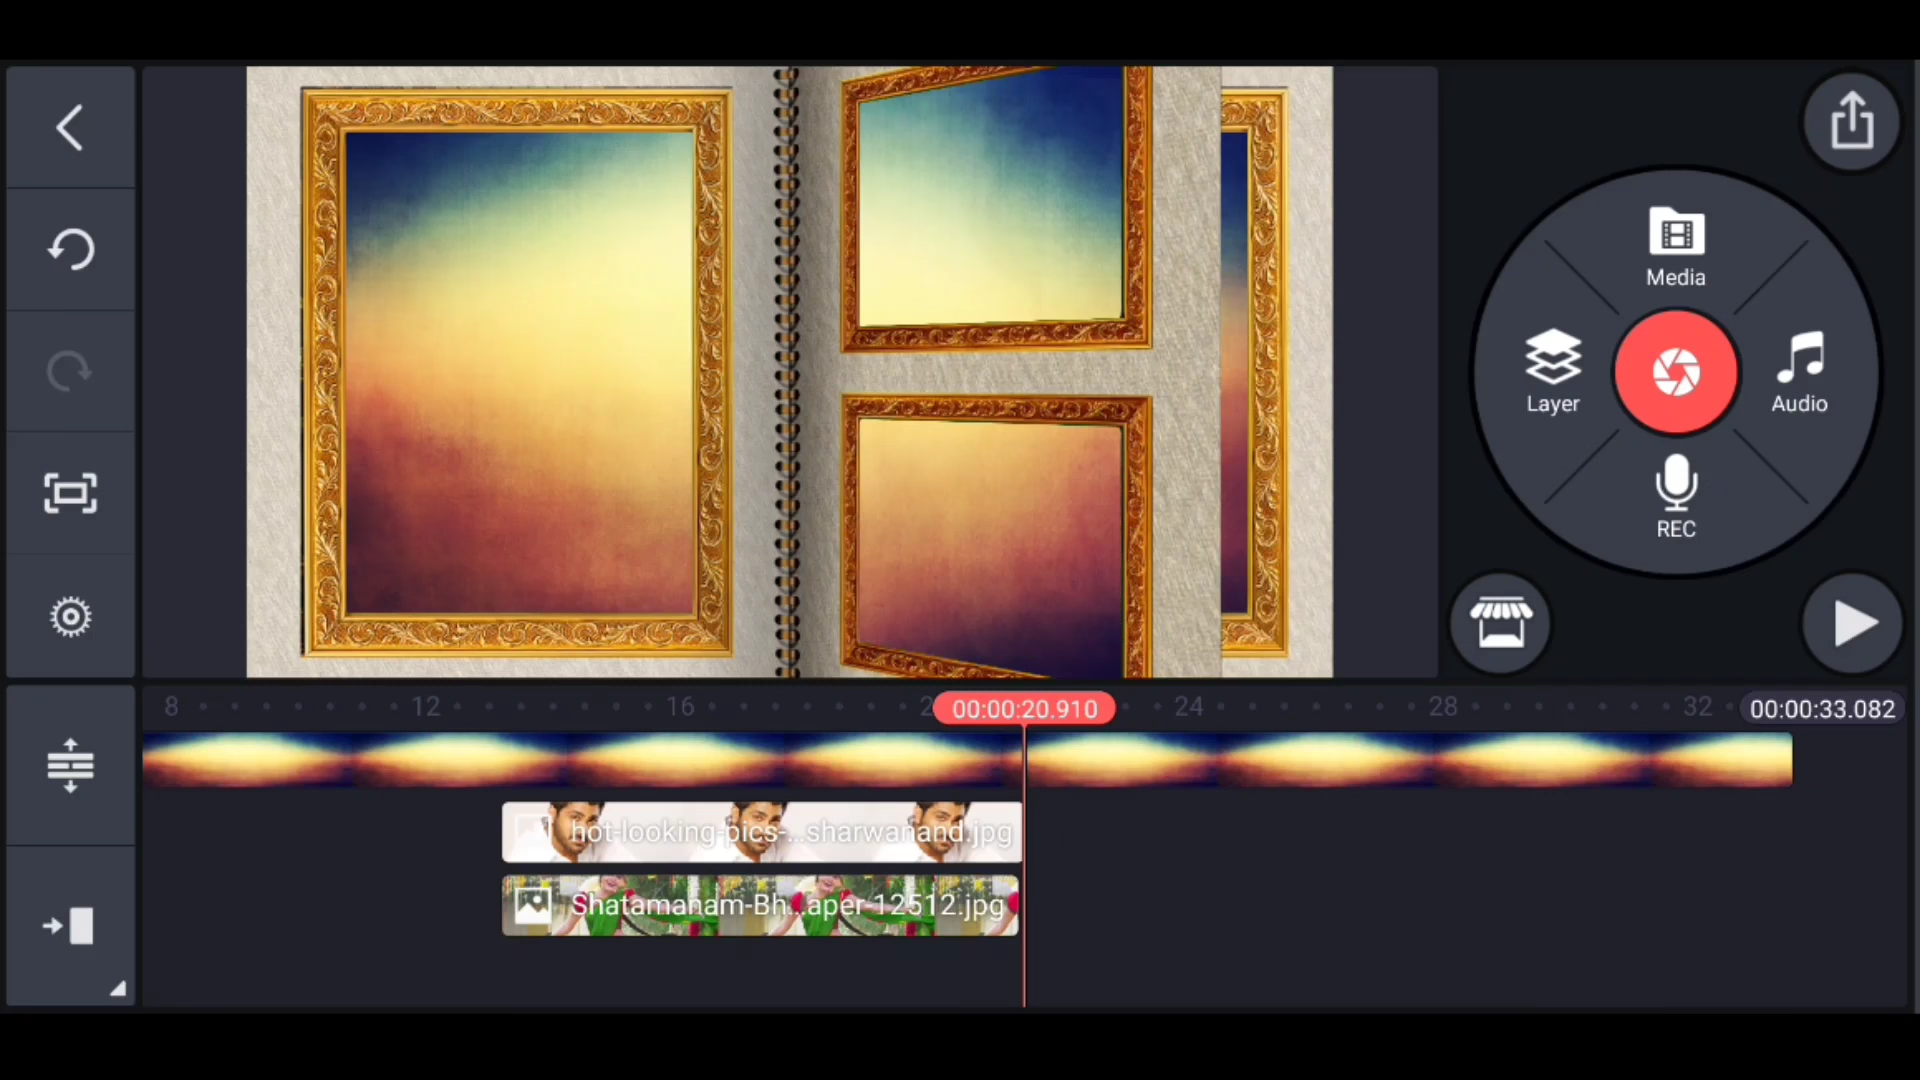 Media
Layer
Audio
REC
8
12
16
00:00:20.910
24
28
32
00:00:33.082
hot-looking-pics-...sharwanand.jpg
Shatamanam-Bh...aper-12512.jpg